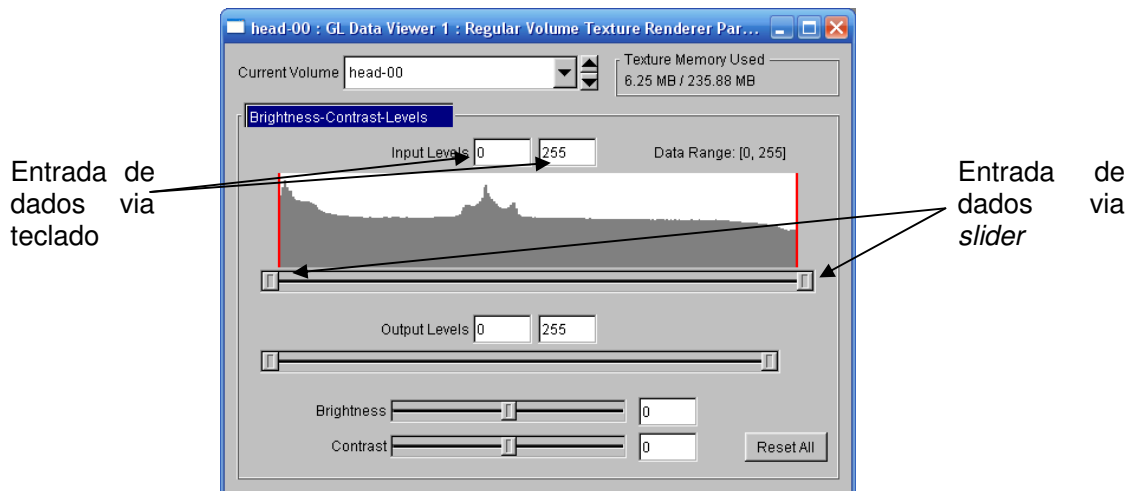 head-00 : GL Data Viewer 1 : Regular Volume Texture Renderer Par...
Current Volume head-00
Texture Memory Used
6.25 MB / 235.88 MB
Brightness-Contrast-Levels
Input Levels 0 255 Data Range: [0, 255]
Entrada de
dados via
teclado
Entrada de
dados via
slider
Output Levels 0 255
Brightness 0
Contrast 0 Reset All